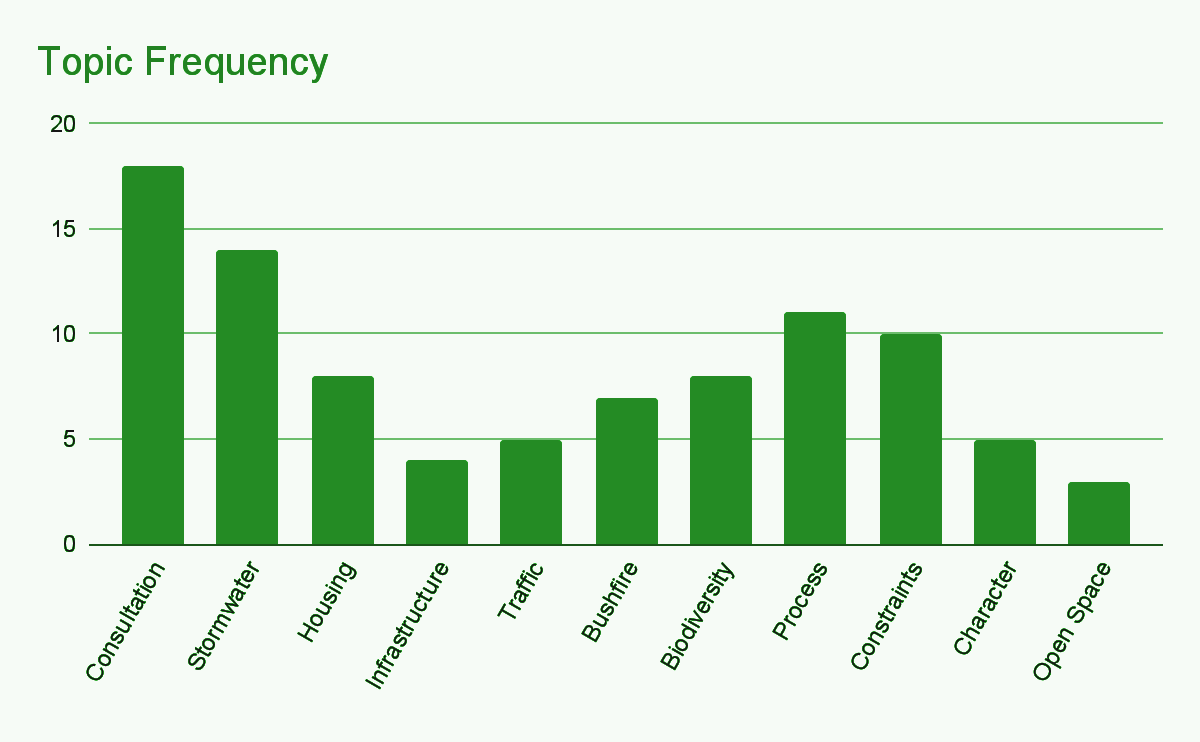 Topic Frequency
20
15
10
5
0
Consultation
Stormwater
Housing
Infrastructure
Traffic
Bushfire
Biodiversity
Process
Constraints
Character
Open Space